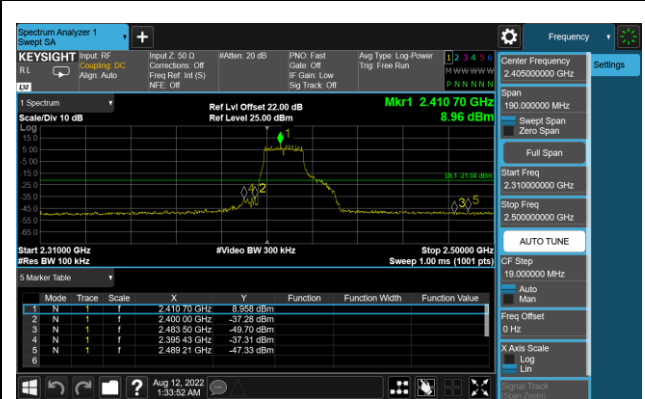 Spectrum Analyzer 1
Swept SA
+
Frequency
KEYSIGHT
RL
LXI
Input: RF
Coupling: DC
Align: Auto
Input Z: 50 Ω
Corrections: Off
Freq Ref: Int (S)
NFE: Off
#Atten: 20 dB
PNO: Fast
Gate: Off
IF Gain: Low
Sig Track: Off
Avg Type: Log-Power
Trig: Free Run
1 2 3 4 5 6
M W W W W W
P N N N N N
1 Spectrum
Scale/Div 10 dB
Ref Lvl Offset 22.00 dB
Ref Level 25.00 dBm
Mkr1 2.410 70 GHz
8.96 dBm
Log
15.0
5.00
-5.00
-15.0
-25.0
-35.0
-45.0
-55.0
-65.0
1
DL1 -21.04 dBm
4 2
3 5
Start 2.31000 GHz
#Res BW 100 kHz
#Video BW 300 kHz
Stop 2.50000 GHz
Sweep 1.00 ms (1001 pts)
5 Marker Table
Mode Trace Scale X Y Function Function Width Function Value
1 N 1 f 2.410 70 GHz 8.958 dBm
2 N 1 f 2.400 00 GHz -37.28 dBm
3 N 1 f 2.483 50 GHz -49.70 dBm
4 N 1 f 2.395 43 GHz -37.31 dBm
5 N 1 f 2.489 21 GHz -47.33 dBm
6
Aug 12, 2022
1:33:52 AM
Center Frequency
2.405000000 GHz
Settings
Span
190.000000 MHz
Swept Span
Zero Span
Full Span
Start Freq
2.310000000 GHz
Stop Freq
2.500000000 GHz
AUTO TUNE
CF Step
19.000000 MHz
Auto
Man
Freq Offset
0 Hz
X Axis Scale
Log
Lin
Signal Track
(Span Zoom)